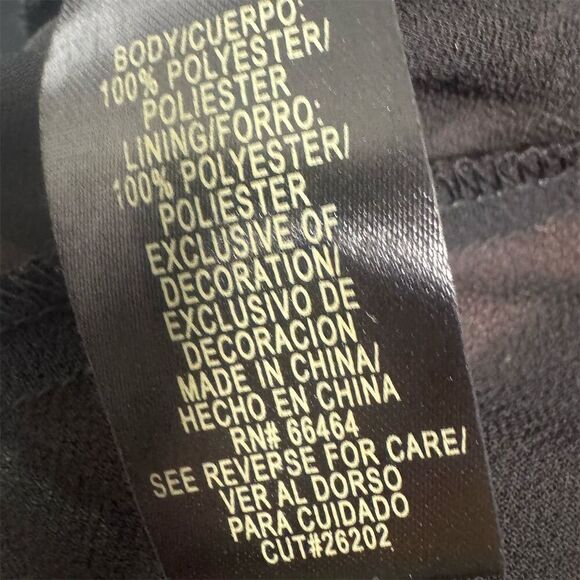 BODY/CUERPO:
100% POLYESTER/
POLIESTER
LINING/FORRO:
100% POLYESTER/
POLIESTER
EXCLUSIVE OF
DECORATION/
EXCLUSIVO DE
DECORACION
MADE IN CHINA/
HECHO EN CHINA
RN# 66464
SEE REVERSE FOR CARE/
VER AL DORSO
PARA CUIDADO
CUT#26202